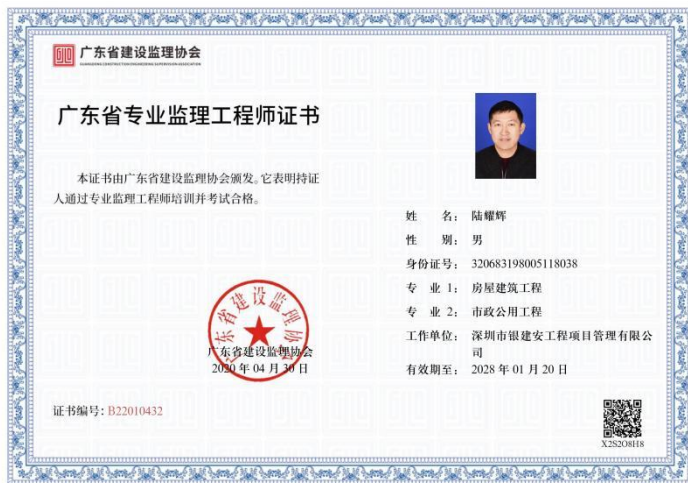 广东省建设监理协会
GUANGDONG CONSTRUCTION ENGINEERING SUPERVISION ASSOCIATION
广东省专业监理工程师证书
本证书由广东省建设监理协会颁发。它表明持证
人通过专业监理工程师培训并考试合格。
姓 名： 陆耀辉
性 别： 男
身份证号： 320683198005118038
专 业 1： 房屋建筑工程
专 业 2： 市政公用工程
工作单位： 深圳市银建安工程项目管理有限公
司
有效期至： 2028 年 01 月 20 日
广东省建设监理协会
广东省建设监理协会
2020 年 04 月 30 日
证书编号：B22010432
X2S2O8H8